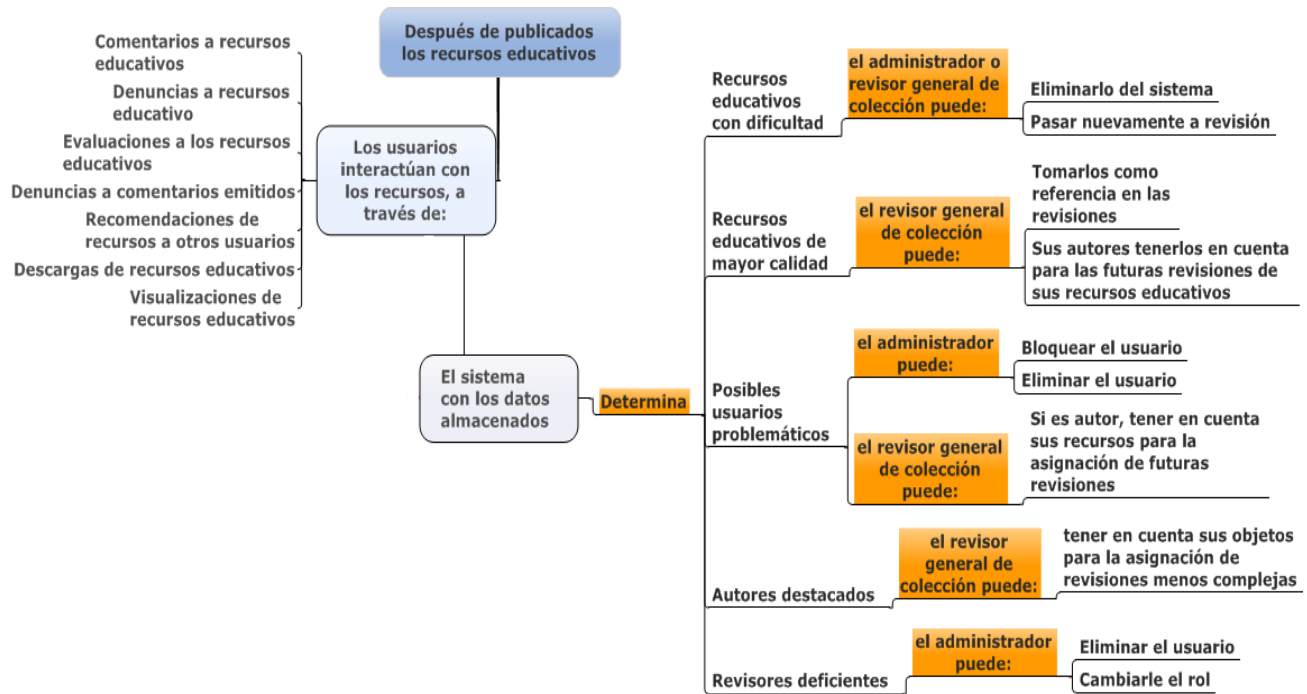 Después de publicados
los recursos educativos
Comentarios a recursos
educativos
Denuncias a recursos
educativo
Evaluaciones a los recursos
educativos
Denuncias a comentarios emitidos
Recomendaciones de
recursos a otros usuarios
Descargas de recursos educativos
Visualizaciones de
recursos educativos
Los usuarios
interactúan con
los recursos, a
través de:
El sistema
con los datos
almacenados
Determina
Recursos
educativos
con dificultad
el administrador o
revisor general de
colección puede:
Eliminarlo del sistema
Pasar nuevamente a revisión
Recursos
educativos de
mayor calidad
el revisor general
de colección
puede:
Tomarlos como
referencia en las
revisiones
Sus autores tenerlos en cuenta
para las futuras revisiones de
sus recursos educativos
Posibles
usuarios
problemáticos
el administrador
puede:
Bloquear el usuario
Eliminar el usuario
el revisor general
de colección
puede:
Si es autor, tener en cuenta
sus recursos para la
asignación de futuras
revisiones
Autores destacados
el revisor
general de
colección puede:
tener en cuenta sus objetos
para la asignación de
revisiones menos complejas
Revisores deficientes
el administrador
puede:
Eliminar el usuario
Cambiarle el rol